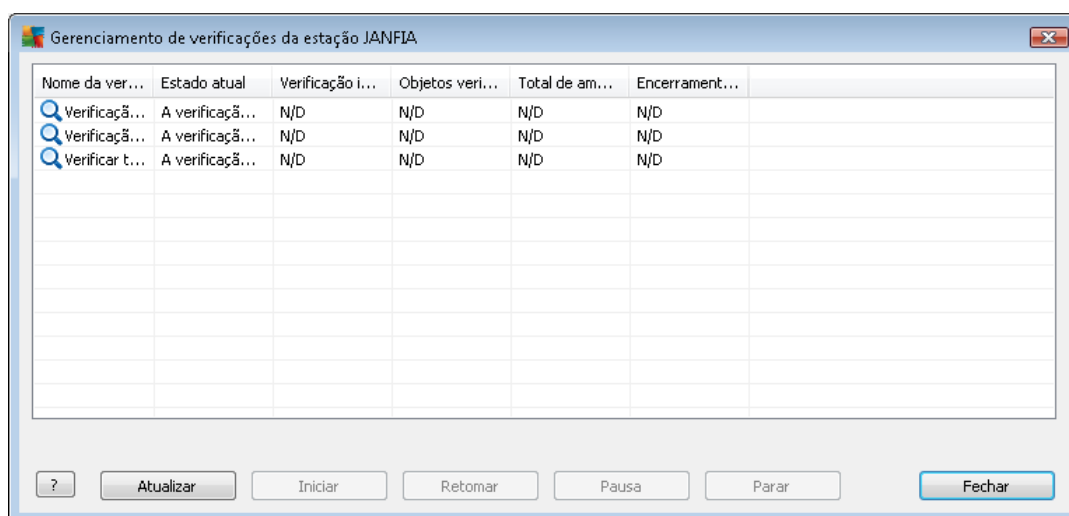 Gerenciamento de verificações da estação JANFIA
Nome da ver... Estado atual Verificação i... Objetos veri... Total de am... Encerrament...
Verificaçã... A verificaçã... N/D N/D N/D N/D
Verificaçã... A verificaçã... N/D N/D N/D N/D
Verificar t... A verificaçã... N/D N/D N/D N/D
? Atualizar Iniciar Retomar Pausa Parar Fechar